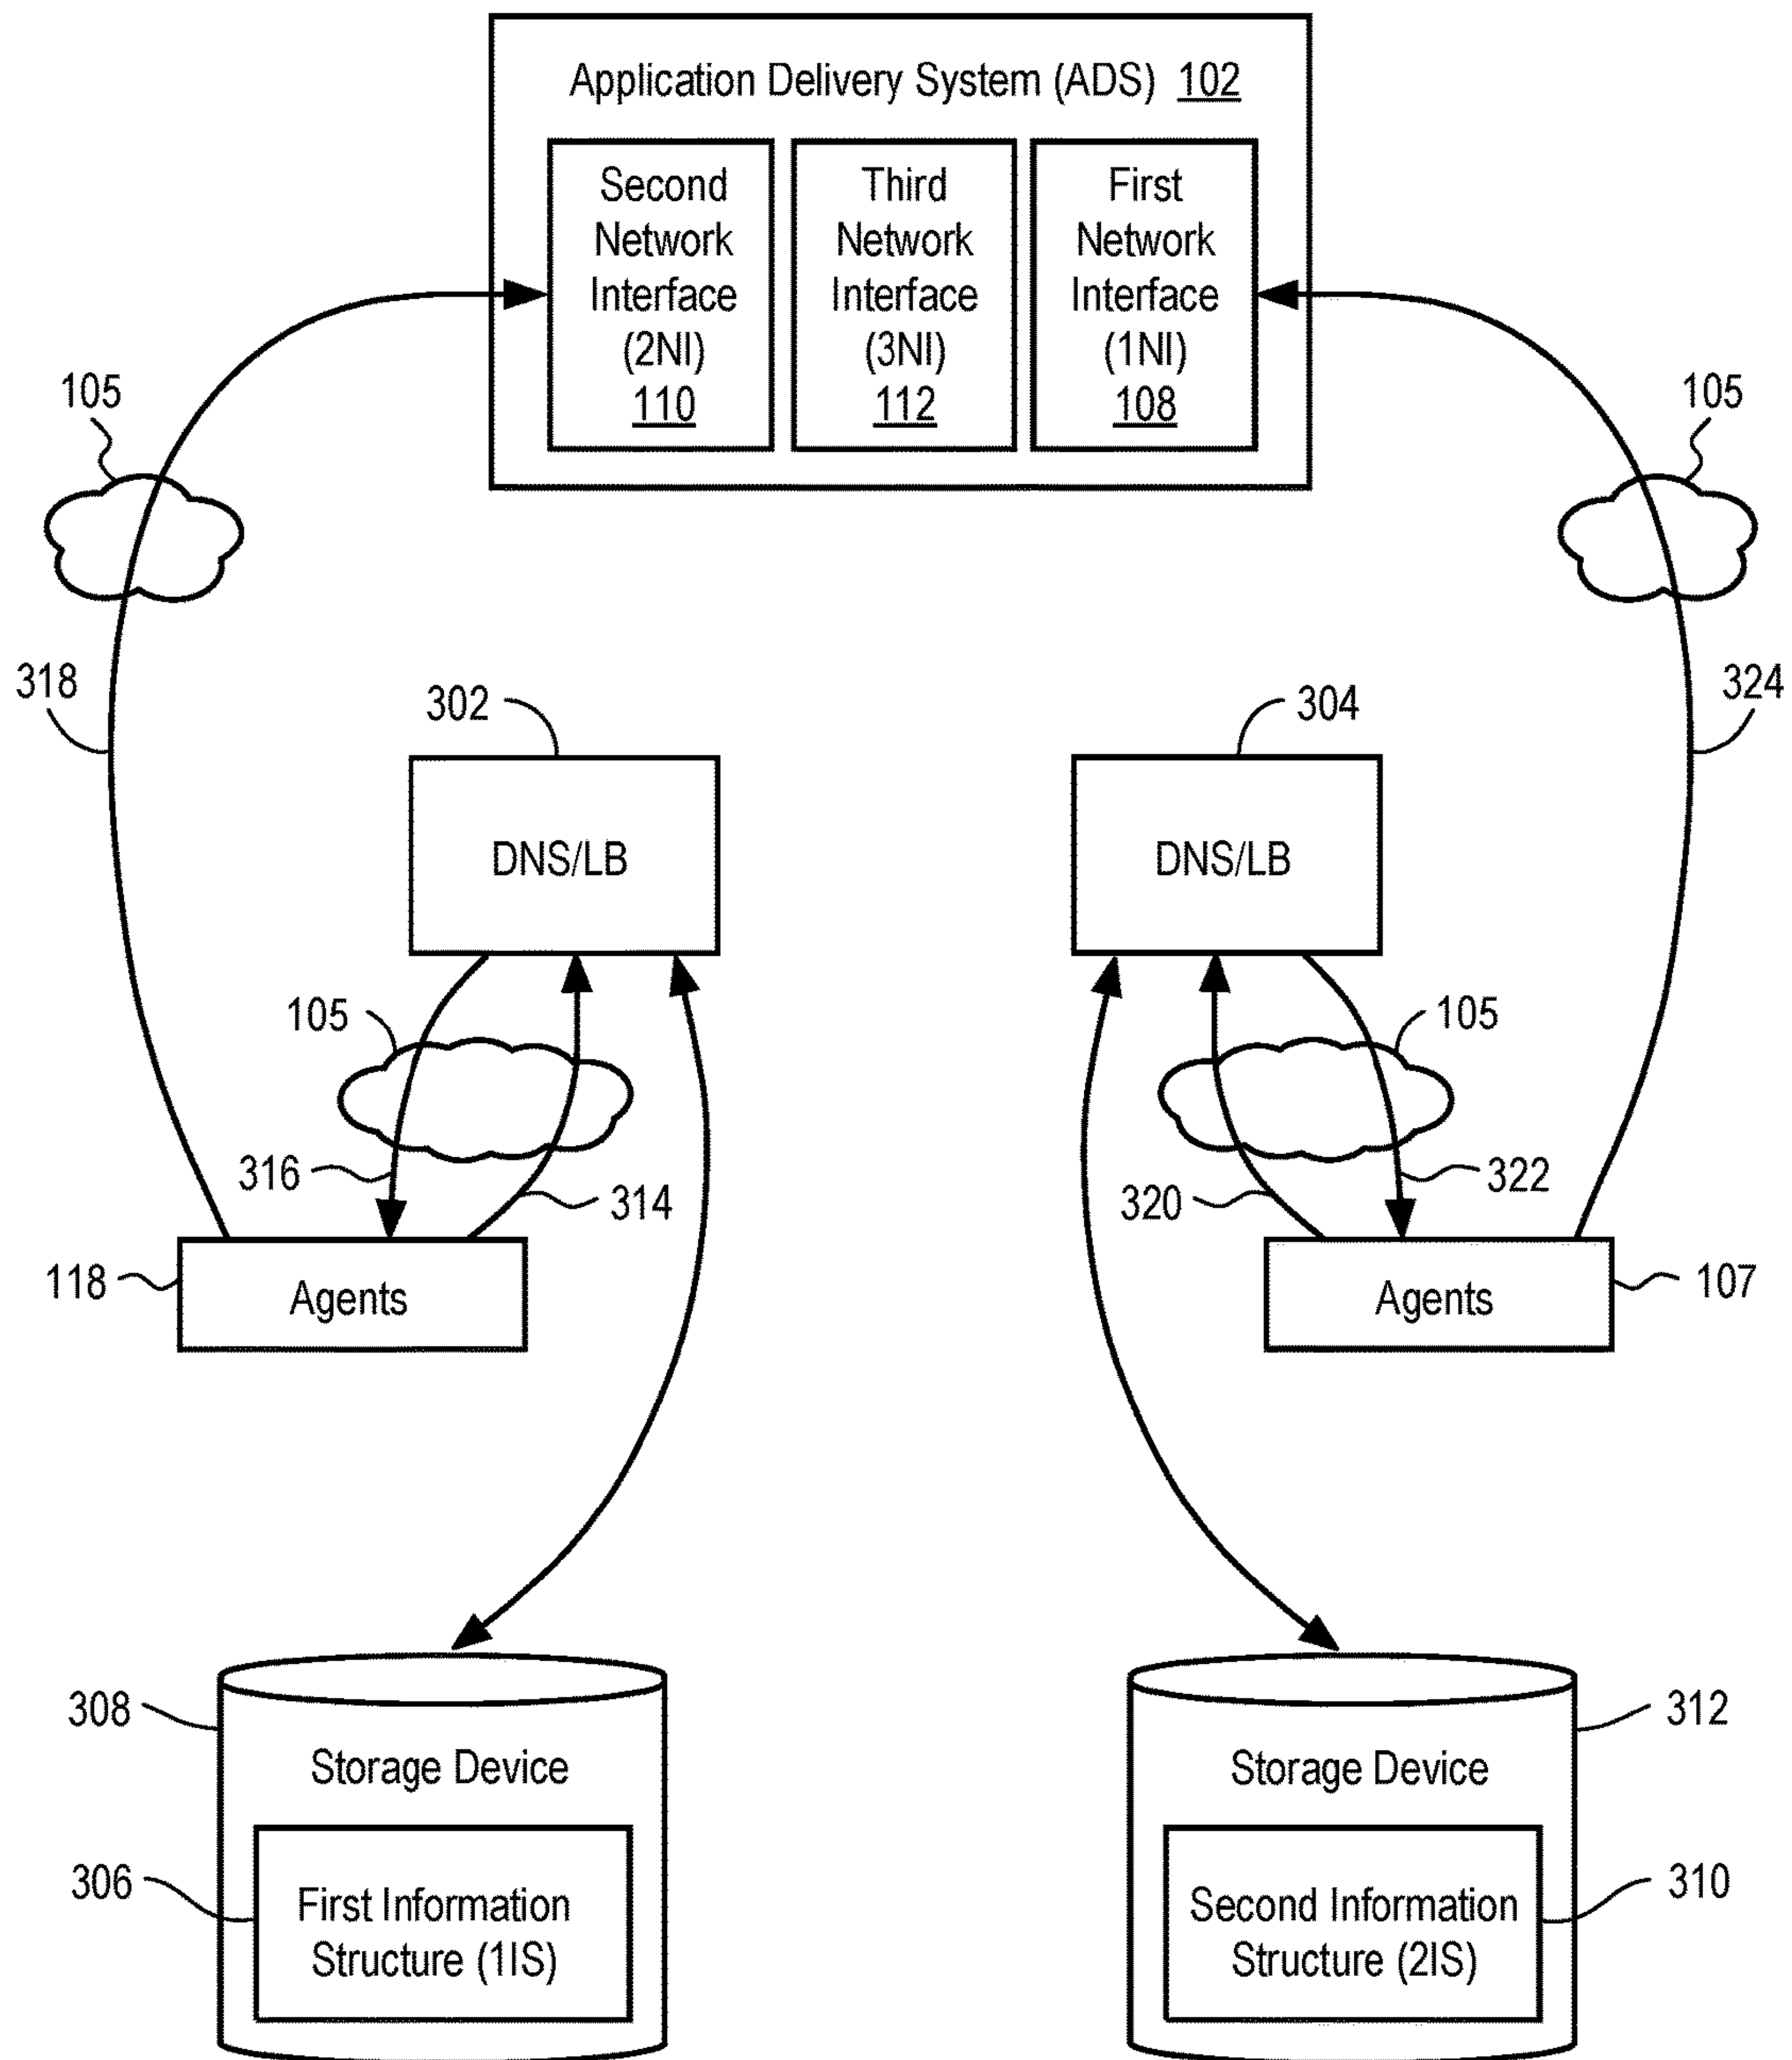 Application Delivery System (ADS) 102
Second
Network
Interface
(2NI)
110
Third
Network
Interface
(3NI)
112
First
Network
Interface
(1NI)
108
105
105
318
324
302
304
DNS/LB
DNS/LB
105
105
316
314
320
322
118
Agents
Agents
107
308
Storage Device
306
First Information
Structure (1IS)
312
Storage Device
310
Second Information
Structure (2IS)